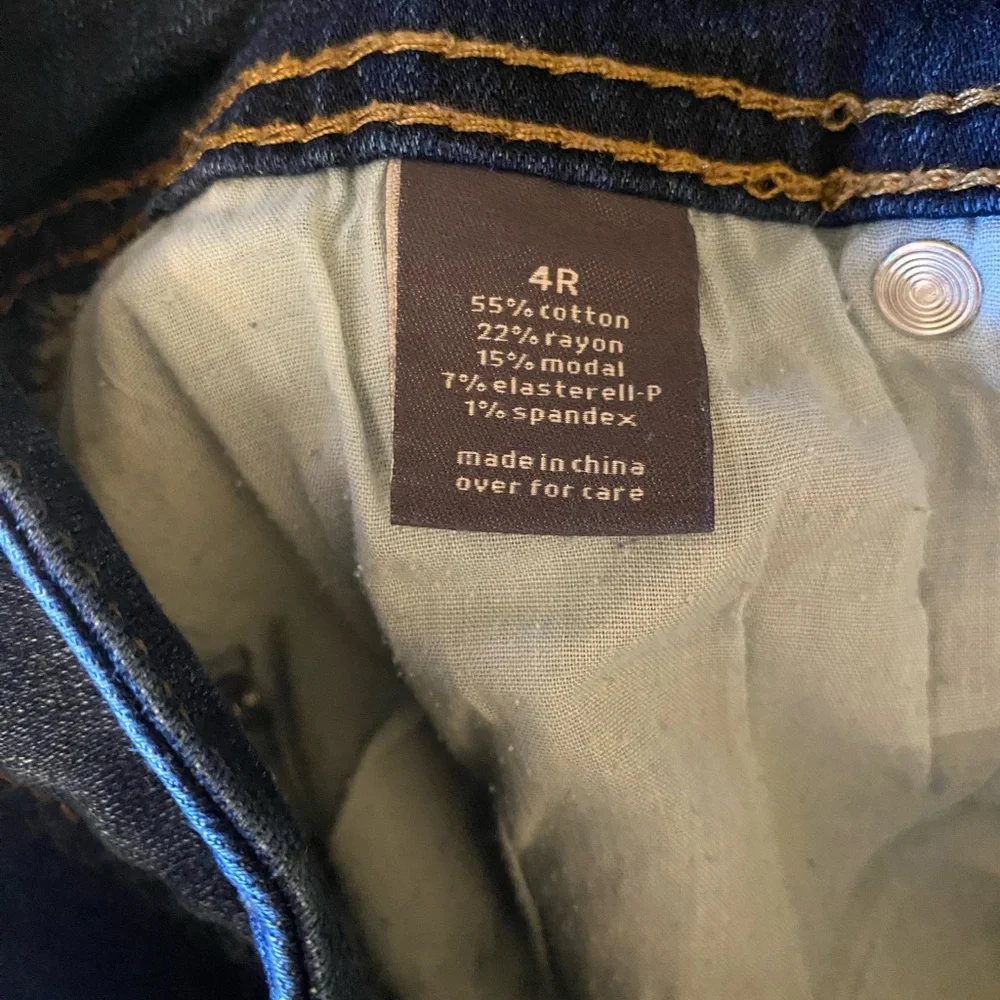 4R
55% cotton
22% rayon
15% modal
7% elasterell-P
1% spandex
made in china
over for care